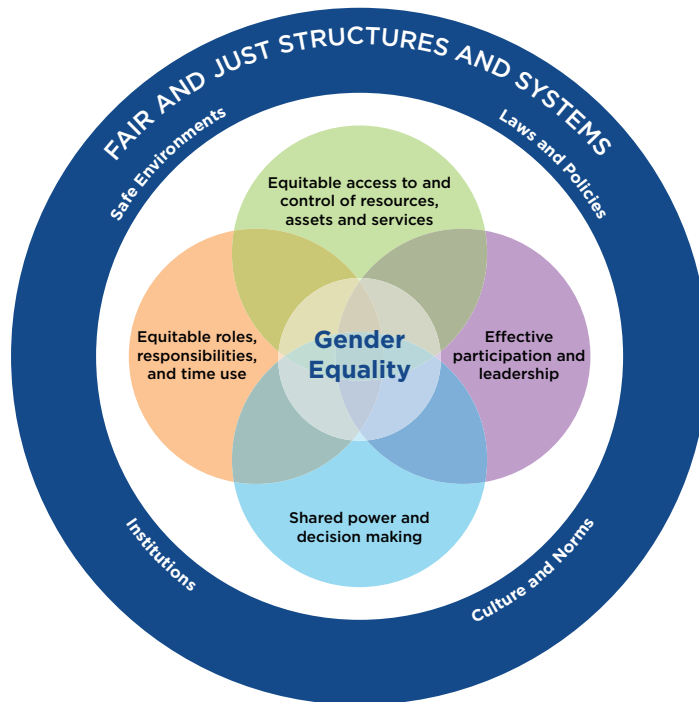 FAIR AND JUST STRUCTURES AND SYSTEMS
Safe Environments
Laws and Policies
Equitable access to and
control of resources,
assets and services
Equitable roles,
responsibilities,
and time use
Gender
Equality
Effective
participation and
leadership
Shared power and
decision making
Institutions
Culture and Norms